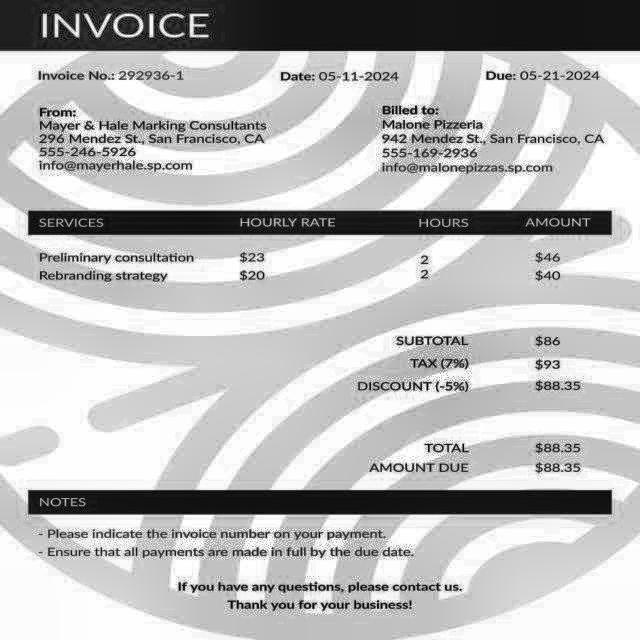 INVOICE
Invoice No.: 292936-1 Date: 05-11-2024 Due: 05-21-2024
From:
Mayer & Hale Marking Consultants
296 Mendez St., San Francisco, CA
555-246-5926
info@mayerhale.sp.com
Billed to:
Malone Pizzeria
942 Mendez St., San Francisco, CA
555-169-2936
info@malonepizzas.sp.com
SERVICES HOURLY RATE HOURS AMOUNT
Preliminary consultation $23 2 $46
Rebranding strategy $20 2 $40
SUBTOTAL $86
TAX (7%) $93
DISCOUNT (-5%) $88.35
TOTAL $88.35
AMOUNT DUE $88.35
NOTES
- Please indicate the invoice number on your payment.
- Ensure that all payments are made in full by the due date.
If you have any questions, please contact us.
Thank you for your business!